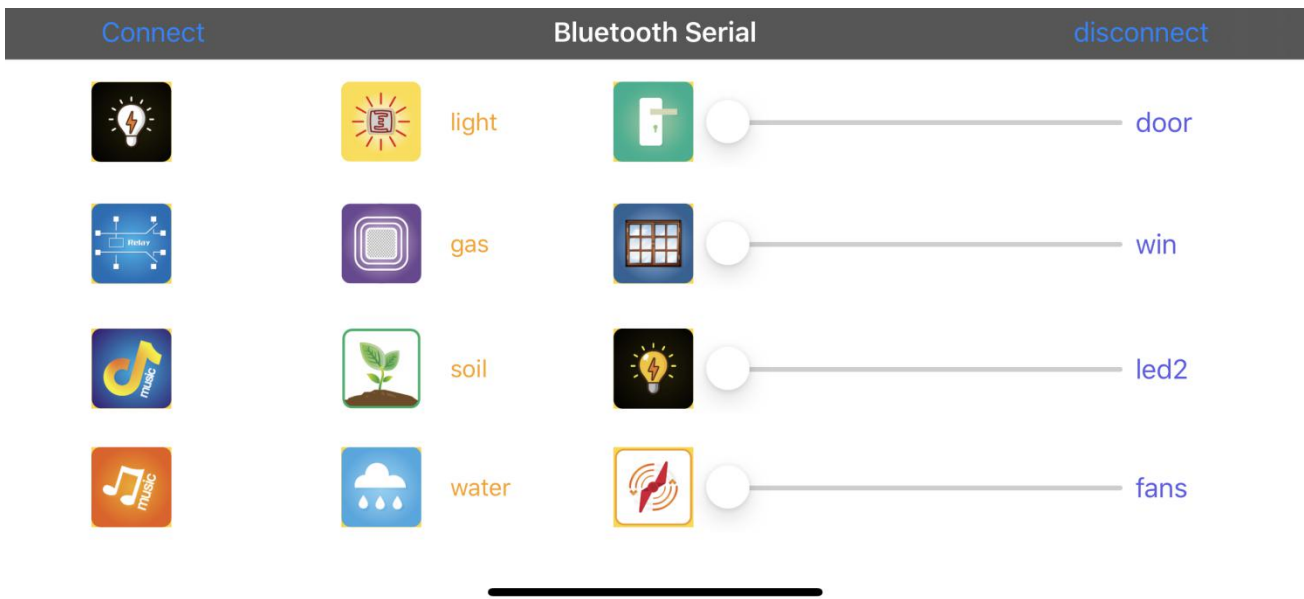 Connect Bluetooth Serial disconnect
light door
Relay gas win
music soil led2
music water fans